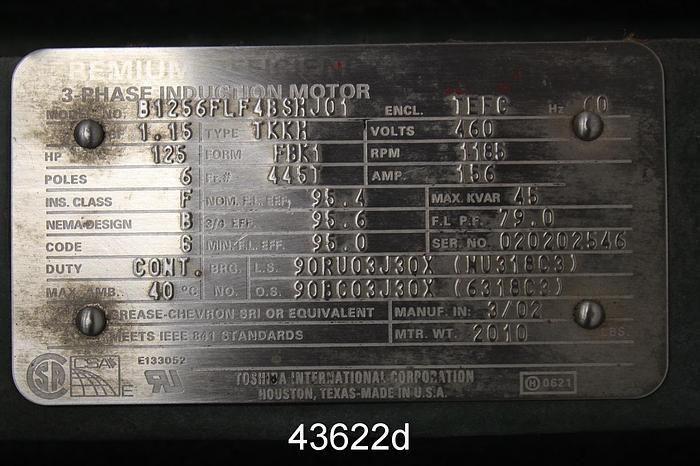 PREMIUM EFFICIENCY
3-PHASE INDUCTION MOTOR
MODEL NO. B1256FLF4BSHJ01 ENCL. TEFC Hz 60
1.15 TYPE TKKH VOLTS 460
HP 125 FORM FBK1 RPM 1185
POLES 6 Fr.# 445T AMP. 156
INS. CLASS F NOM. F.L. EFF. 95.4 MAX. KVAR 45
NEMA DESIGN B 3/4 EFF. 95.6 F.L. P.F. 79.0
CODE G MIN. F.L. EFF. 95.0 SER. NO. 020202546
DUTY CONT. BRG. L.S. 90RU03J30X (NU318C3)
MAX. AMB. 40 °C NO. O.S. 90BC03J30X (6318C3)
GREASE-CHEVRON SRI OR EQUIVALENT MANUF. IN: 3/02
MEETS IEEE 841 STANDARDS MTR. WT. 2010 LBS.
E133052
TOSHIBA INTERNATIONAL CORPORATION
HOUSTON, TEXAS-MADE IN U.S.A.
H 0621
43622d